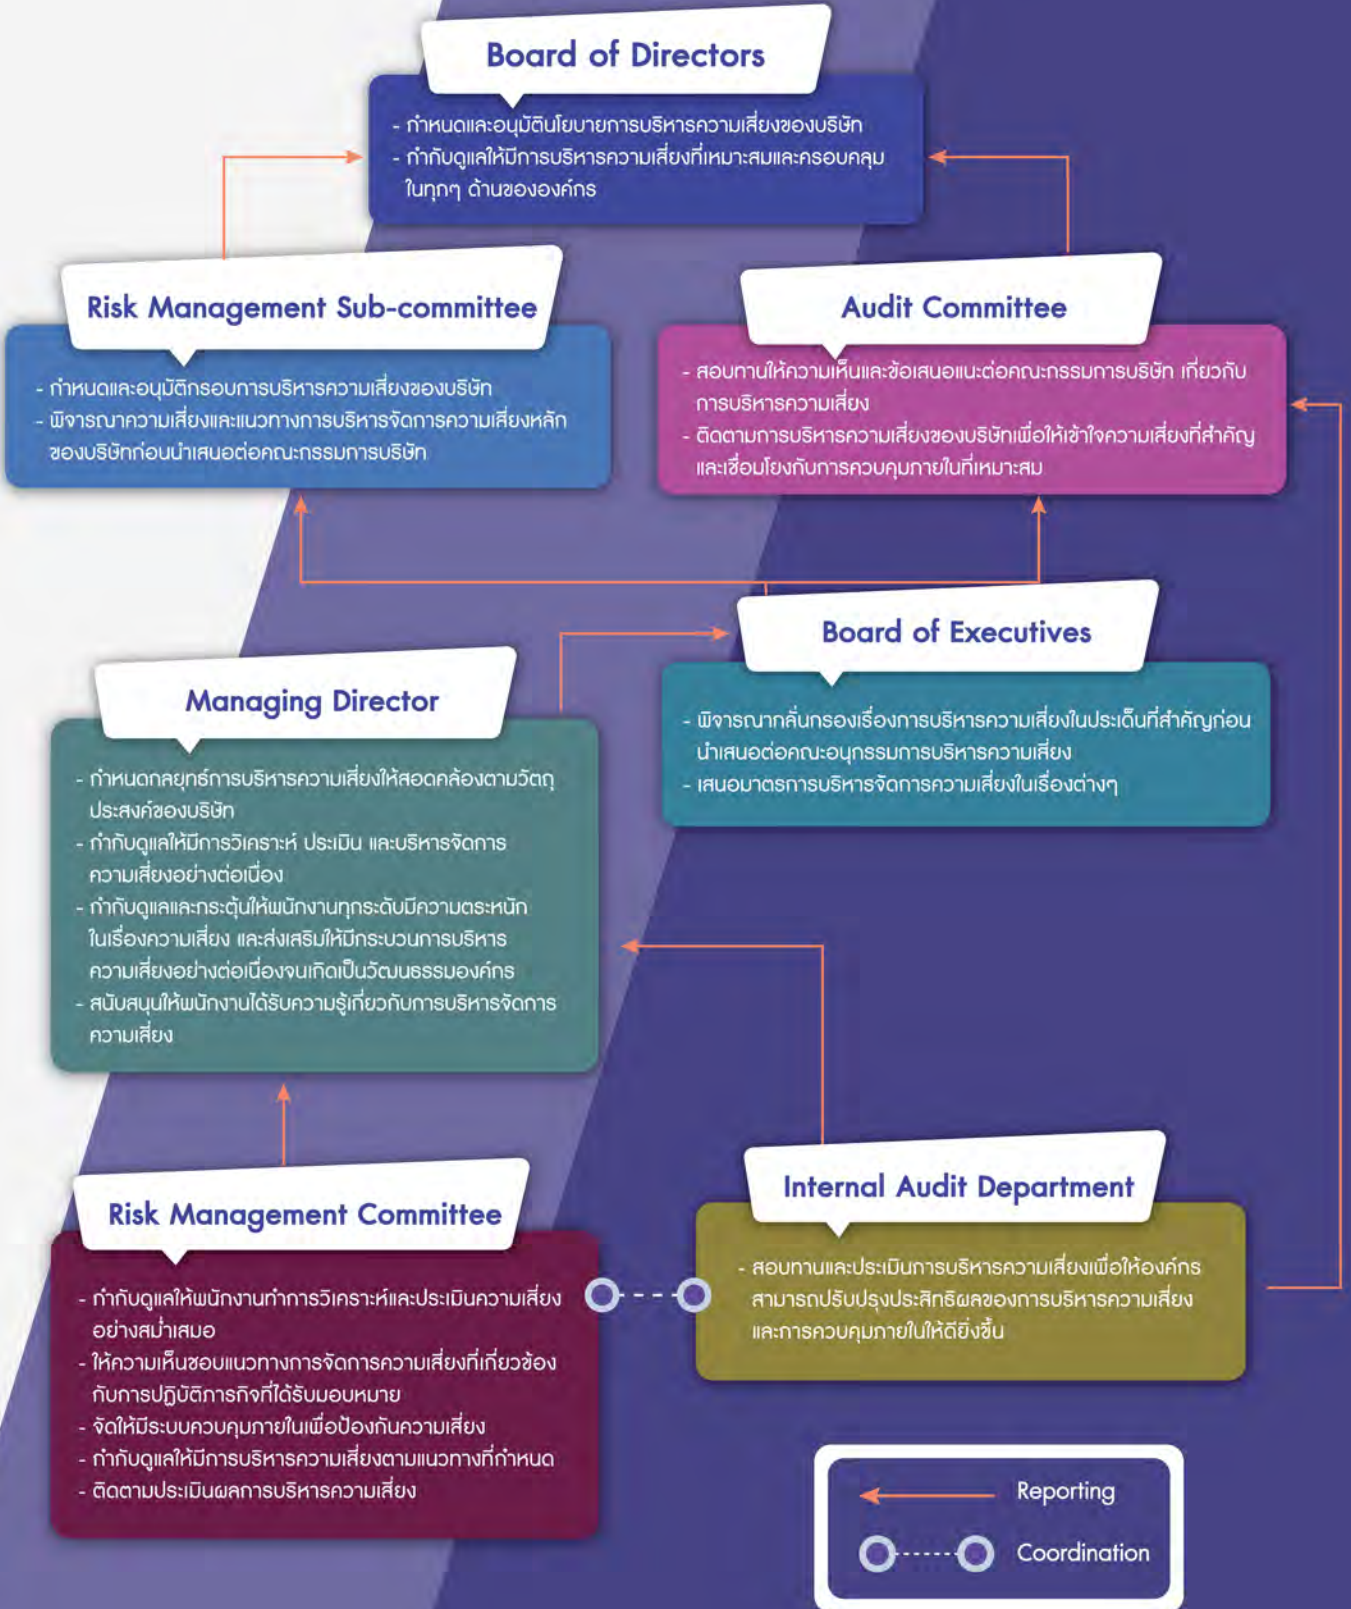 Board of Directors
- กำหนดและอนุมัตินโยบายการบริหารความเสี่ยงของบริษัท
- กำกับดูแลให้มีการบริหารความเสี่ยงที่เหมาะสมและครอบคลุม
ในทุกๆ ด้านขององค์กร
Risk Management Sub-committee
- กำหนดและอนุมัติกรอบการบริหารความเสี่ยงของบริษัท
- พิจารณาความเสี่ยงและแนวทางการบริหารจัดการความเสี่ยงหลัก
ของบริษัทก่อนนำเสนอต่อคณะกรรมการบริษัท
Audit Committee
- สอบทานให้ความเห็นและข้อเสนอแนะต่อคณะกรรมการบริษัท เกี่ยวกับ
การบริหารความเสี่ยง
- ติดตามการบริหารความเสี่ยงของบริษัทเพื่อให้เข้าใจความเสี่ยงที่สำคัญ
และเชื่อมโยงกับการควบคุมภายในที่เหมาะสม
Board of Executives
- พิจารณากลั่นกรองเรื่องการบริหารความเสี่ยงในประเด็นที่สำคัญก่อน
นำเสนอต่อคณะอนุกรรมการบริหารความเสี่ยง
- เสนอมาตรการบริหารจัดการความเสี่ยงในเรื่องต่างๆ
Managing Director
- กำหนดกลยุทธ์การบริหารความเสี่ยงให้สอดคล้องตามวัตถุ
ประสงค์ของบริษัท
- กำกับดูแลให้มีการวิเคราะห์ ประเมิน และบริหารจัดการ
ความเสี่ยงอย่างต่อเนื่อง
- กำกับดูแลและกระตุ้นให้พนักงานทุกระดับมีความตระหนัก
ในเรื่องความเสี่ยง และส่งเสริมให้มีกระบวนการบริหาร
ความเสี่ยงอย่างต่อเนื่องจนเกิดเป็นวัฒนธรรมองค์กร
- สนับสนุนให้พนักงานได้รับความรู้เกี่ยวกับการบริหารจัดการ
ความเสี่ยง
Risk Management Committee
- กำกับดูแลให้พนักงานทำการวิเคราะห์และประเมินความเสี่ยง
อย่างสม่ำเสมอ
- ให้ความเห็นชอบแนวทางการจัดการความเสี่ยงที่เกี่ยวข้อง
กับการปฏิบัติภารกิจที่ได้รับมอบหมาย
- จัดให้มีระบบควบคุมภายในเพื่อป้องกันความเสี่ยง
- กำกับดูแลให้มีการบริหารความเสี่ยงตามแนวทางที่กำหนด
- ติดตามประเมินผลการบริหารความเสี่ยง
Internal Audit Department
- สอบทานและประเมินการบริหารความเสี่ยงเพื่อให้องค์กร
สามารถปรับปรุงประสิทธิผลของการบริหารความเสี่ยง
และการควบคุมภายในให้ดียิ่งขึ้น
Reporting
Coordination